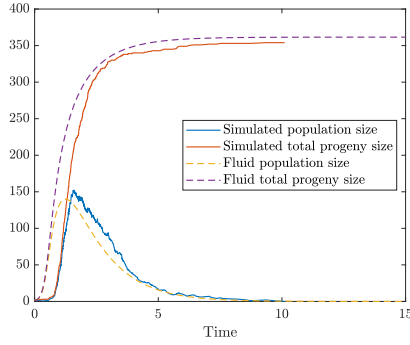 400
350
300
250
200
150
100
50
0
Simulated population size
Simulated total progeny size
Fluid population size
Fluid total progeny size
0 5 10 15
Time